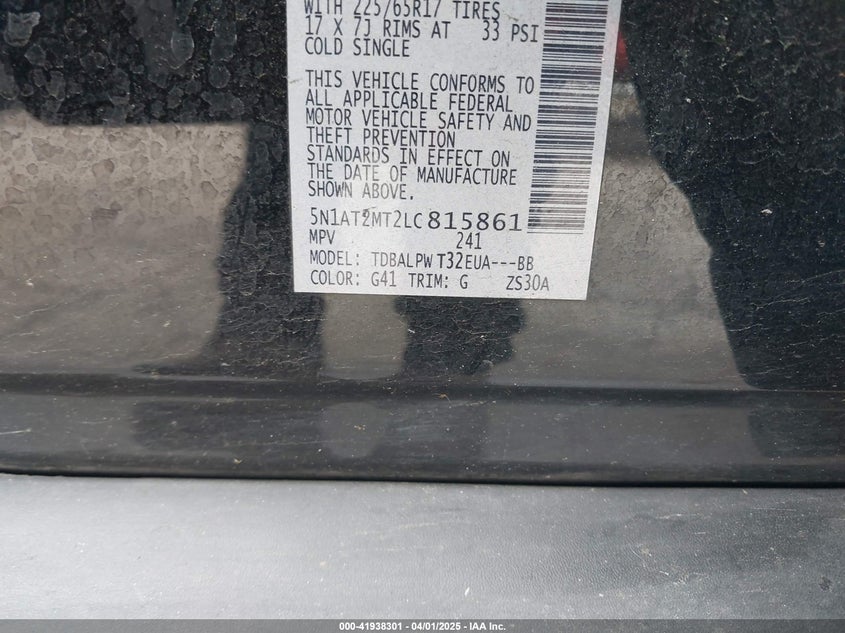 WITH 225/65R17 TIRES
17 X 7J RIMS AT 33 PSI
COLD SINGLE
THIS VEHICLE CONFORMS TO
ALL APPLICABLE FEDERAL
MOTOR VEHICLE SAFETY AND
THEFT PREVENTION
STANDARDS IN EFFECT ON
THE DATE OF MANUFACTURE
SHOWN ABOVE.
5N1AT2MT2LC815861
MPV 241
MODEL: TDBALPW T32EUA---BB
COLOR: G41 TRIM: G ZS30A
000-41938301 - 04/01/2025 - IAA Inc.